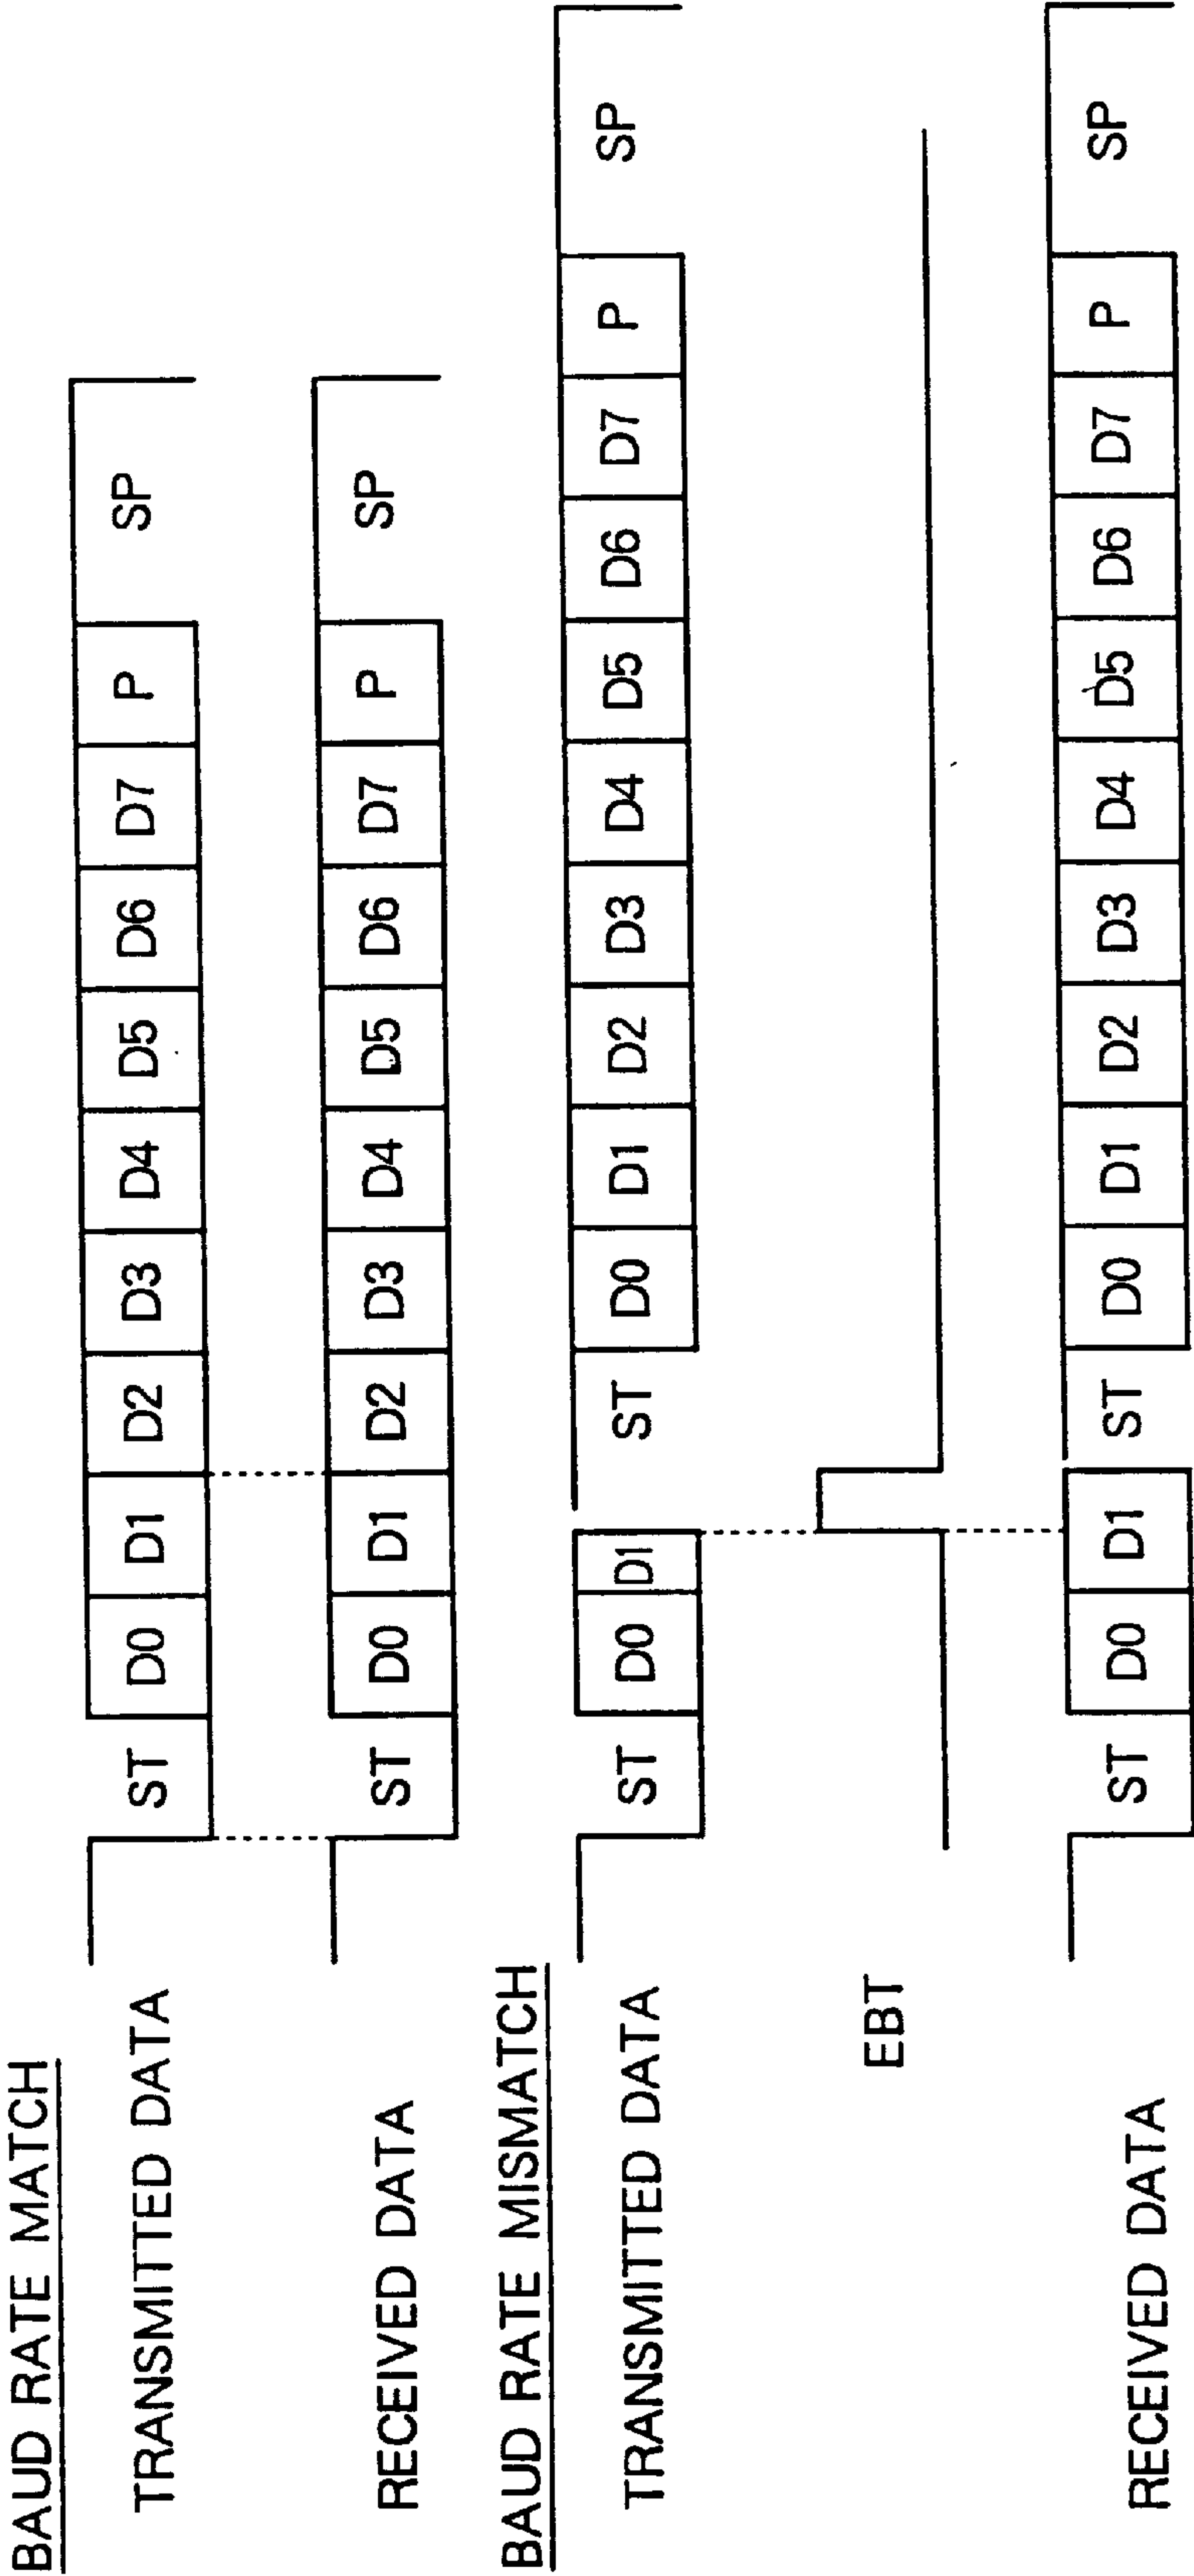 BAUD RATE MATCH
TRANSMITTED DATA ST D0 D1 D2 D3 D4 D5 D6 D7 P SP
RECEIVED DATA ST D0 D1 D2 D3 D4 D5 D6 D7 P SP
BAUD RATE MISMATCH
TRANSMITTED DATA ST D0 D1 ST D0 D1 D2 D3 D4 D5 D6 D7 P SP
EBT
RECEIVED DATA ST D0 D1 ST D0 D1 D2 D3 D4 D5 D6 D7 P SP